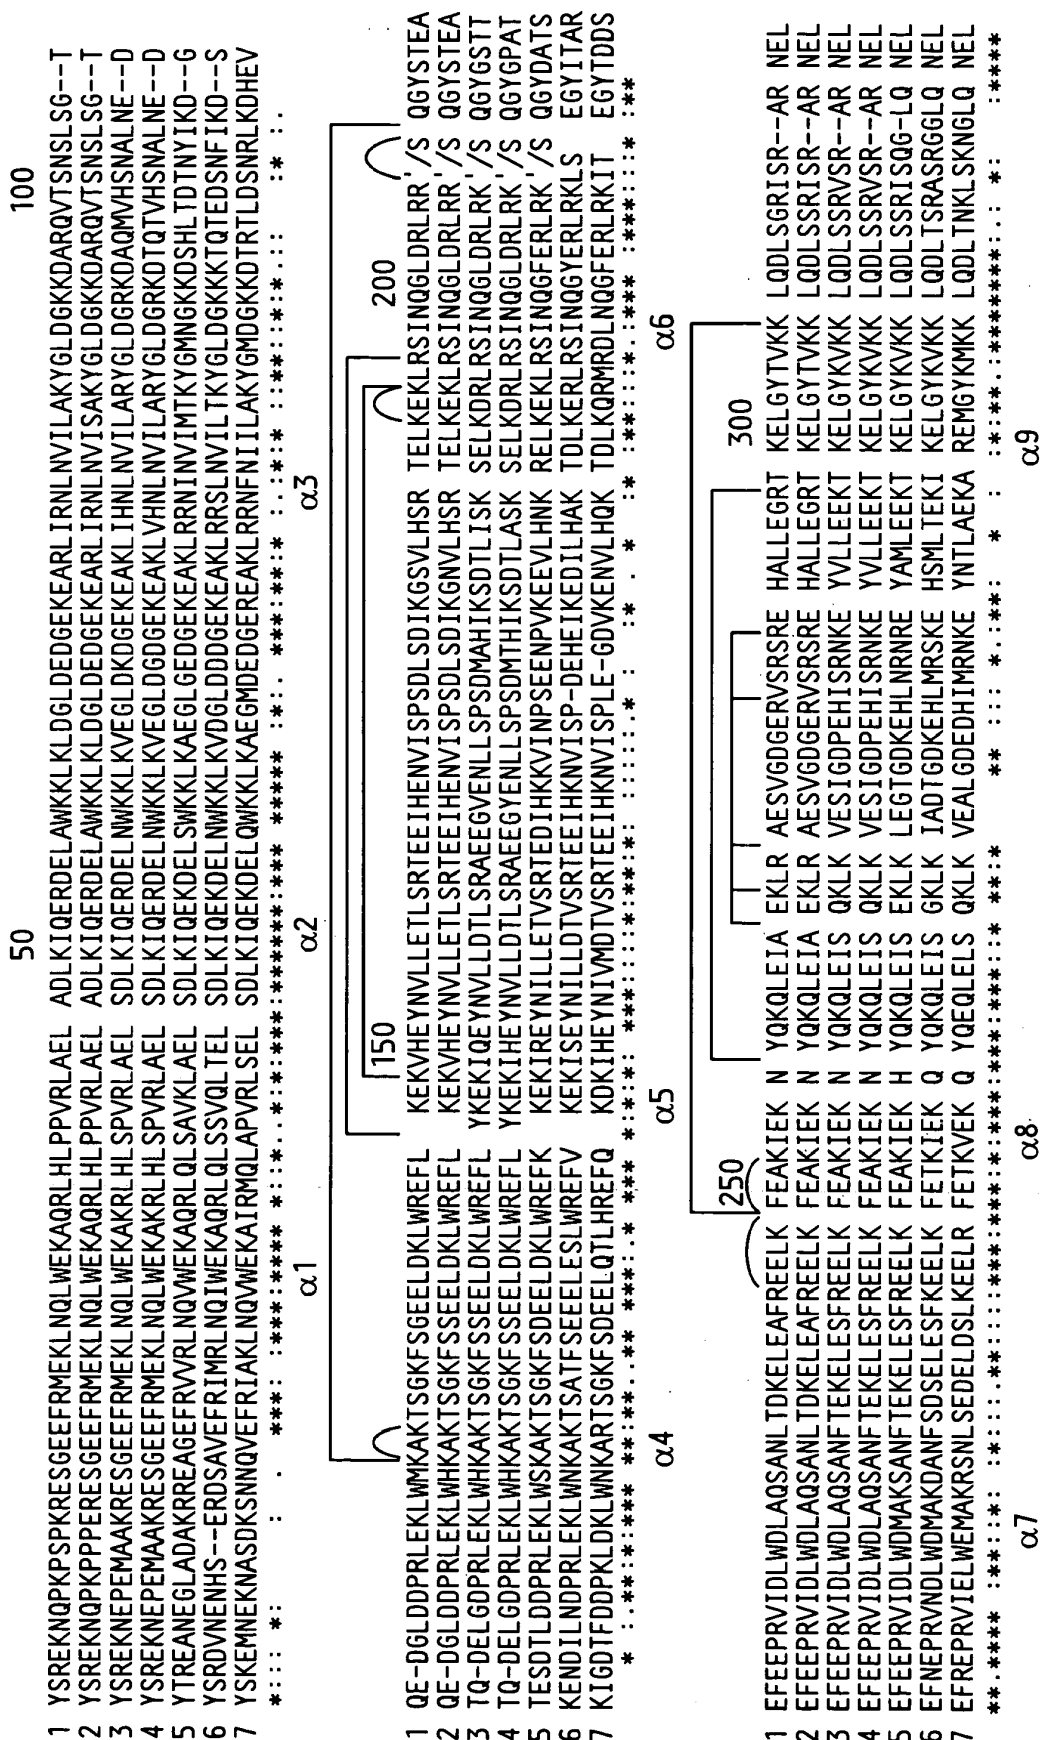 50 100
1 YSREKNQPKPSPKRESGEEFRMEKLNQLWEKAQRLHLPPVRLAEL ADLKIQERDELAWKKLKLDGLDEDGEKEARLIRNLNVILAKYGLDGKKDARQVTSNSLSG---T
2 YSREKNQPKPPPERESGEEFRMEKLNQLWEKAQRLHLPPVRLAEL ADLKIQERDELAWKKLKLDGLDEDGEKEARLIRNLNVISAKYGLDGKKDARQVTSNSLSG---T
3 YSREKNEPEMAAKRESGEEFRMEKLNQLWEKAKRLHLSPVRLAEL SDLKIQERDELNWKKLKVEGLDKDGEKEAKLIHNLNVILARYGLDGRKDAQMVHSNALNE---D
4 YSREKNEPEMAAKRESGEEFRMEKLNQLWEKAKRLHLSPVRLAEL SDLKIQERDELNWKKLKVEGLDGDGEKEAKLVHNLNVILARYGLDGRKDTQTVHSNALNE---D
5 YTREANEGLADAKRREAGEFRVVRLNQVWEKAQRLQLSAVKLAEL SDLKIQEKDELSWKKLKAEGLGEDGEKEAKLRRNINVIMTKYGMNGKKDSHLTDTNYIKD---G
6 YSRDVNENHS--ERDSAVEFRIMRLNQIWEKAQRLQLSSVQLTEL SDLKIQEKDELNWKKLKVDGLDDDGEKEAKLRRSLNVILTKYGLDGKKTQTEDSNFIKD---S
7 YSKEMNEKNASDKSNNQVEFRIAKLNQVWEKAIRMQLAPVRLSEL SDLKIQEKDELQWKKLKAEGMDEDGEREAKLRRNFNIILAKYGMDGKKDTRTLDSNRLKDHEV
α1 α2 α3
150 200
1 QE-DGLDDPRLEKLWMKAKTSGKFSGEELDKLWREFL KEKVHEYNVLLETLSRTEEIHENVISPSDLSDIKGSVLHSR TELKEKLRSINQGLDRLRR'/S QGYSTEA
2 QE-DGLDDPRLEKLWHKAKTSGKFSSEELDKLWREFL KEKVHEYNVLLETLSRTEEIHENVISPSDLSDIKGNVLHSR TELKEKLRSINQGLDRLRR'/S QGYSTEA
3 TQ-DELGDPRLEKLWHKAKTSGKFSSEELDKLWREFL YKEKIQEYNVLLDTLSRAEEGVENLLSPSDMAHIKSDTLISK SELKDRLRSINQGLDRLRK'/S QGYGSTT
4 TQ-DELGDPRLEKLWHKAKTSGKFSSEELDKLWREFL YKEKIHEYNVLLDTLSRAEEGYENLLSPSDMTHIKSDTLASK SELKDRLRSINQGLDRLRK'/S QGYGPAT
5 TESDTLDDPRLEKLWSKAKTSGKFSDEELDKLWREFK KEKIREYNILLETVSRTEDIHKKVINPSEENPVKEEVLHNK RELKEKLRSINQGFERLRK'/S QGYDATS
6 KENDILNDPRLEKLWNKAKTSATFSEEELESLWREFV KEKISEYNILLDTVSRTEEIHKNVISP-DEHEIKEDILHAK TDLKERLRSINQGYERLRKLS EGYITAR
7 KIGDTFDDPKLDKLWNKARTSGKFSDEELQTLHREFQ KDKIHEYNIVMDTVSRTEEIHKNVISPLE-GDVKENVLHQK TDLKQRMRDLNQGFERLRKIT EGYTDDS
α4 α5 α6
250 300
1 EFEEPRVIDLWDLAQSANLTDKELEAFREELK FEAKIEK N YQKQLEIA EKLR AESVGDGERVSRSRE HALLEGRT KELGYTVKK LQDLSGRISR--AR NEL
2 EFEEPRVIDLWDLAQSANLTDKELEAFREELK FEAKIEK N YQKQLEIA EKLR AESVGDGERVSRSRE HALLEGRT KELGYTVKK LQDLSSRISR--AR NEL
3 EFEEPRVIDLWDLAQSANFTEKELESFREELK FEAKIEK N YQKQLEIS QKLK VESIGDPEHISRNKE YVLLEEKT KELGYKVKK LQDLSSRVSR--AR NEL
4 EFEEPRVIDLWDLAQSANFTEKELESFREELK FEAKIEK N YQKQLEIS QKLK VESIGDPEHISRNKE YVLLEEKT KELGYKVKK LQDLSSRVSR--AR NEL
5 EFEEPRVIDLWDMAKSANFTEKELESFREELK FEAKIEK H YQKQLEIS EKLK LEGTGDKEHLNRNRE YAMLEEKT KELGYKVKK LQDLSSRISQG-LQ NEL
6 EFNEPRVNDLWDMAKDANFSDSELESFKEELK FETKIEK Q YQKQLEIS GKLK IADTGDKEHLMRSKE HSMLTEKI KELGYKVKK LQDLTSRASRGGLQ NEL
7 EFREPRVIELWEMAKRSNLSEDELDSLKEELR FETKVEK Q YQEQLELS QKLK VEALGDEDHIMRNKE YNTLAEKA REMGYKMKK LQDLTNKLSKNGLQ NEL
α7 α8 α9